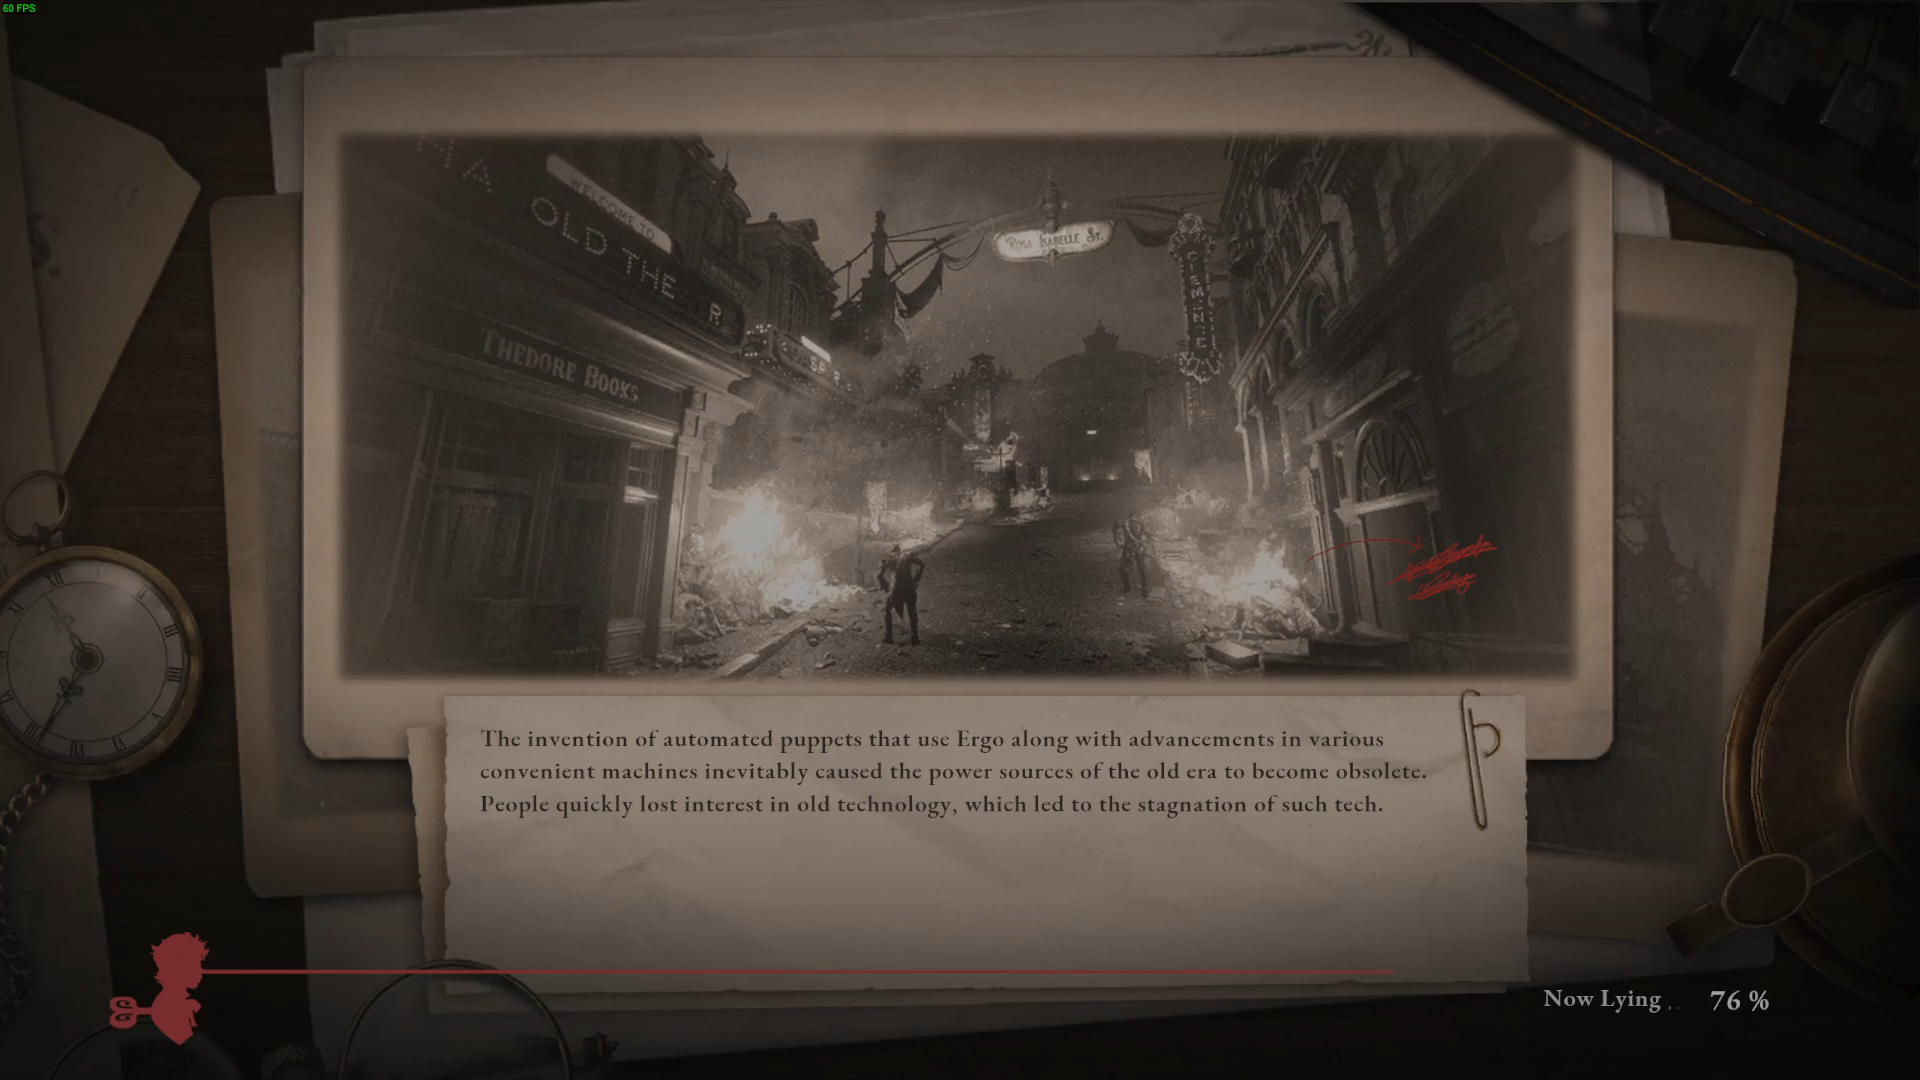 60 FPS
HA
WELCOME TO
OLD THE R
ROSA ISABELLE ST.
CLEMINNE
THEDORE BOOKS
The invention of automated puppets that use Ergo along with advancements in various
convenient machines inevitably caused the power sources of the old era to become obsolete.
People quickly lost interest in old technology, which led to the stagnation of such tech.
Now Lying... 76 %